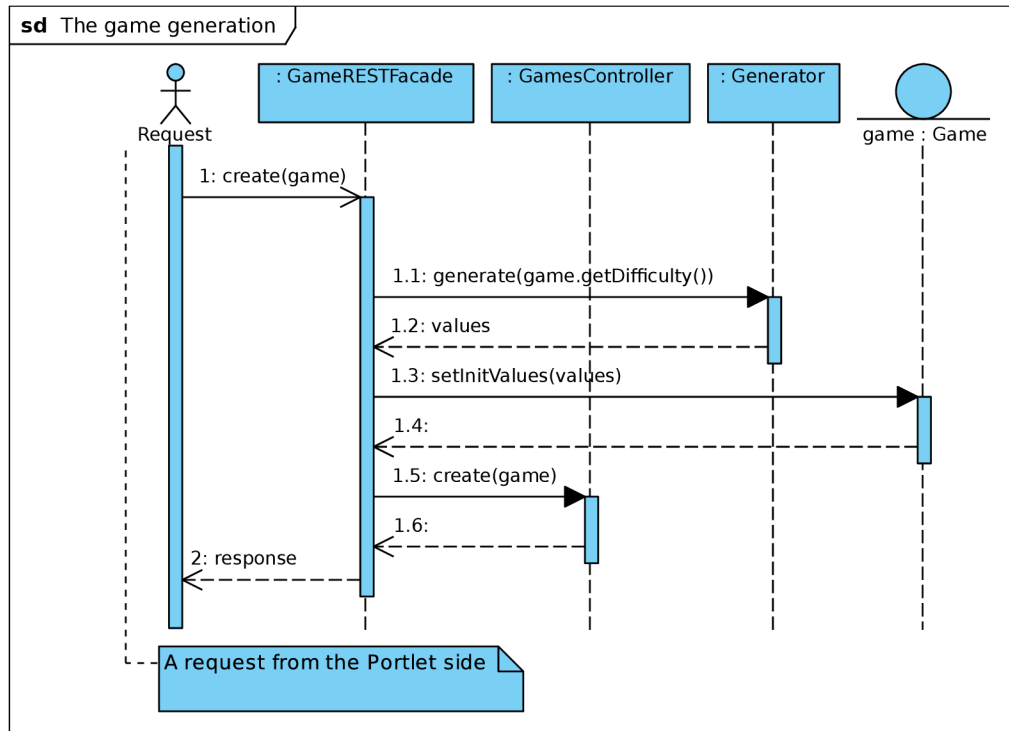 sd The game generation
: GameRESTFacade
: GamesController
: Generator
Request
game : Game
1: create(game)
1.1: generate(game.getDifficulty())
1.2: values
1.3: setInitValues(values)
1.4:
1.5: create(game)
1.6:
2: response
A request from the Portlet side